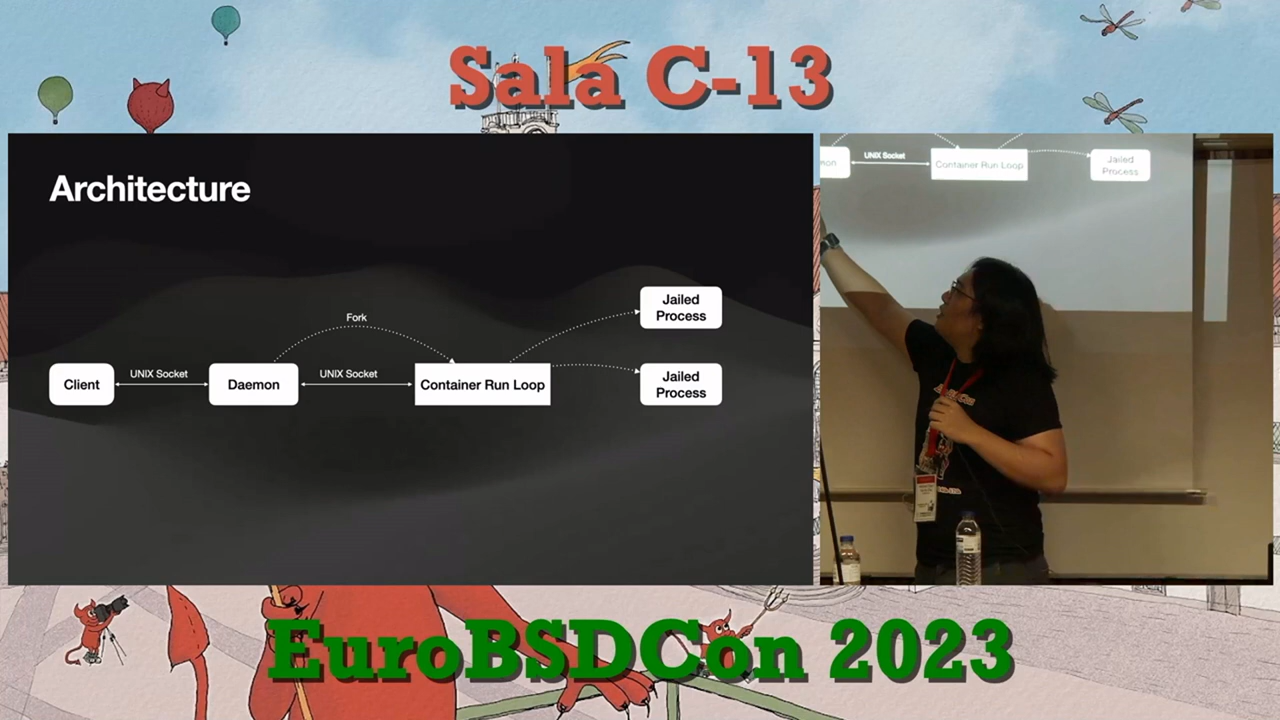 Sala C-13
Architecture
Fork
Client
UNIX Socket
Daemon
UNIX Socket
Container Run Loop
Jailed
Process
Jailed
Process
UNIX Socket
Container Run Loop
Jailed
Process
EuroBSDCon 2023